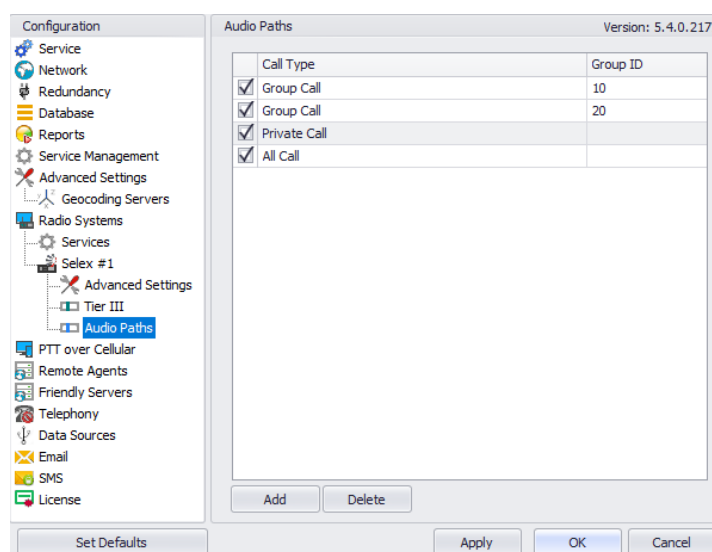 Configuration
Service
Network
Redundancy
Database
Reports
Service Management
Advanced Settings
Geocoding Servers
Radio Systems
Services
Selex #1
Advanced Settings
Tier III
Audio Paths
PTT over Cellular
Remote Agents
Friendly Servers
Telephony
Data Sources
Email
SMS
License
Set Defaults
Audio Paths Version: 5.4.0.217
Call Type Group ID
Group Call 10
Group Call 20
Private Call
All Call
Add Delete
Apply OK Cancel